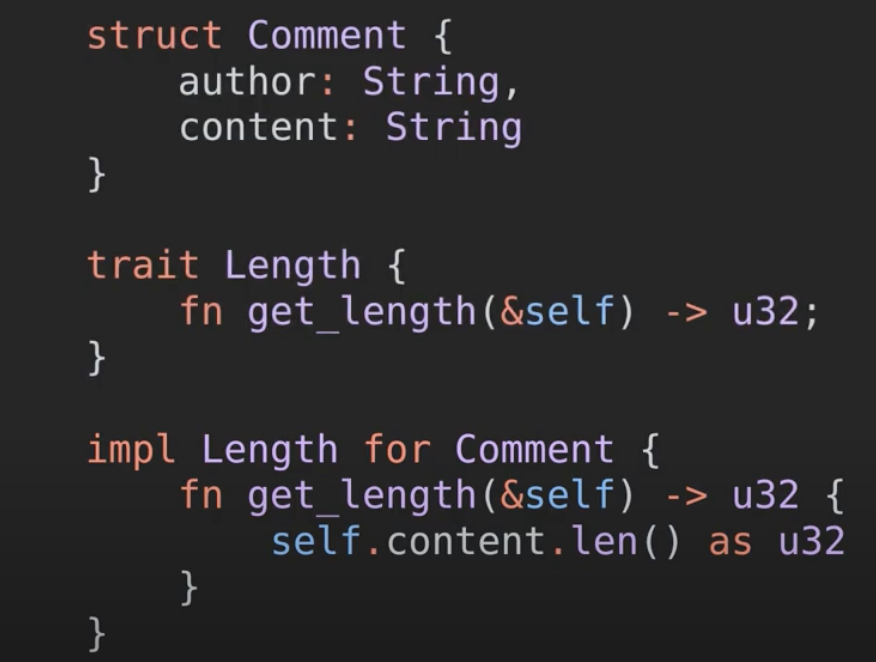 struct Comment {
    author: String,
    content: String
}

trait Length {
    fn get_length(&self) -> u32;
}

impl Length for Comment {
    fn get_length(&self) -> u32 {
        self.content.len() as u32
    }
}